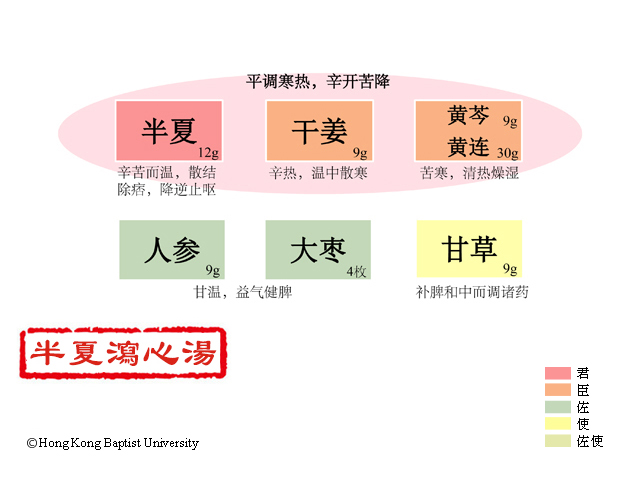 平调寒热，辛开苦降
半夏
12g
干姜
9g
黄芩 9g
黄连 30g
辛苦而温，散结
除痞，降逆止呕
辛热，温中散寒
苦寒，清热燥湿
人参
9g
大枣
4枚
甘草
9g
甘温，益气健脾
补脾和中而调诸药
半夏瀉心湯
君
臣
佐
使
佐使
©Hong Kong Baptist University